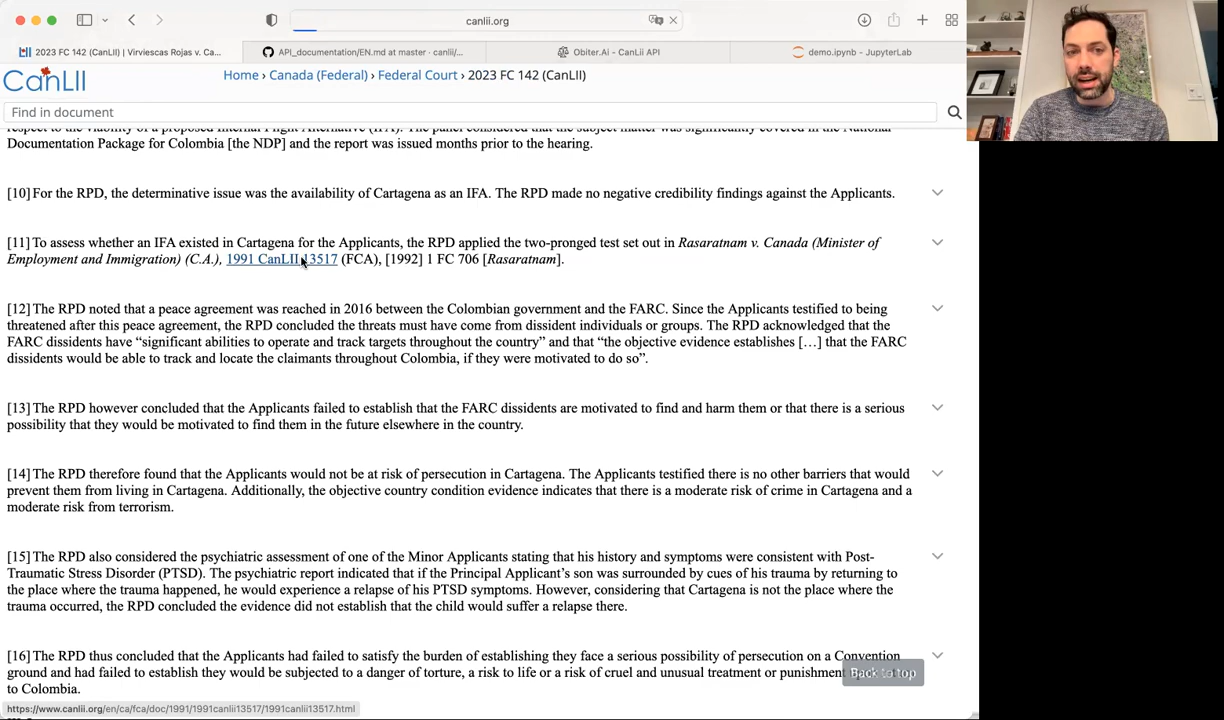 canlii.org
2023 FC 142 (CanLII) | Virviescas Rojas v. Ca...
API_documentation/EN.md at master · canlii/...
Obiter.Ai - CanLii API
demo.ipynb - JupyterLab
CanLII
Home › Canada (Federal) › Federal Court › 2023 FC 142 (CanLII)
Find in document
respect to the viability of a proposed Internal Flight Alternative (IFA). The panel considered that the subject matter was significantly covered in the National
Documentation Package for Colombia [the NDP] and the report was issued months prior to the hearing.
[10] For the RPD, the determinative issue was the availability of Cartagena as an IFA. The RPD made no negative credibility findings against the Applicants.
[11] To assess whether an IFA existed in Cartagena for the Applicants, the RPD applied the two-pronged test set out in Rasaratnam v. Canada (Minister of
Employment and Immigration) (C.A.), 1991 CanLII 13517 (FCA), [1992] 1 FC 706 [Rasaratnam].
[12] The RPD noted that a peace agreement was reached in 2016 between the Colombian government and the FARC. Since the Applicants testified to being
threatened after this peace agreement, the RPD concluded the threats must have come from dissident individuals or groups. The RPD acknowledged that the
FARC dissidents have “significant abilities to operate and track targets throughout the country” and that “the objective evidence establishes […] that the FARC
dissidents would be able to track and locate the claimants throughout Colombia, if they were motivated to do so”.
[13] The RPD however concluded that the Applicants failed to establish that the FARC dissidents are motivated to find and harm them or that there is a serious
possibility that they would be motivated to find them in the future elsewhere in the country.
[14] The RPD therefore found that the Applicants would not be at risk of persecution in Cartagena. The Applicants testified there is no other barriers that would
prevent them from living in Cartagena. Additionally, the objective country condition evidence indicates that there is a moderate risk of crime in Cartagena and a
moderate risk from terrorism.
[15] The RPD also considered the psychiatric assessment of one of the Minor Applicants stating that his history and symptoms were consistent with Post-
Traumatic Stress Disorder (PTSD). The psychiatric report indicated that if the Principal Applicant’s son was surrounded by cues of his trauma by returning to
the place where the trauma happened, he would experience a relapse of his PTSD symptoms. However, considering that Cartagena is not the place where the
trauma occurred, the RPD concluded the evidence did not establish that the child would suffer a relapse there.
[16] The RPD thus concluded that the Applicants had failed to satisfy the burden of establishing they face a serious possibility of persecution on a Convention
ground and had failed to establish they would be subjected to a danger of torture, a risk to life or a risk of cruel and unusual treatment or punishment
to Colombia.
Back to top
https://www.canlii.org/en/ca/fca/doc/1991/1991canlii13517/1991canlii13517.html